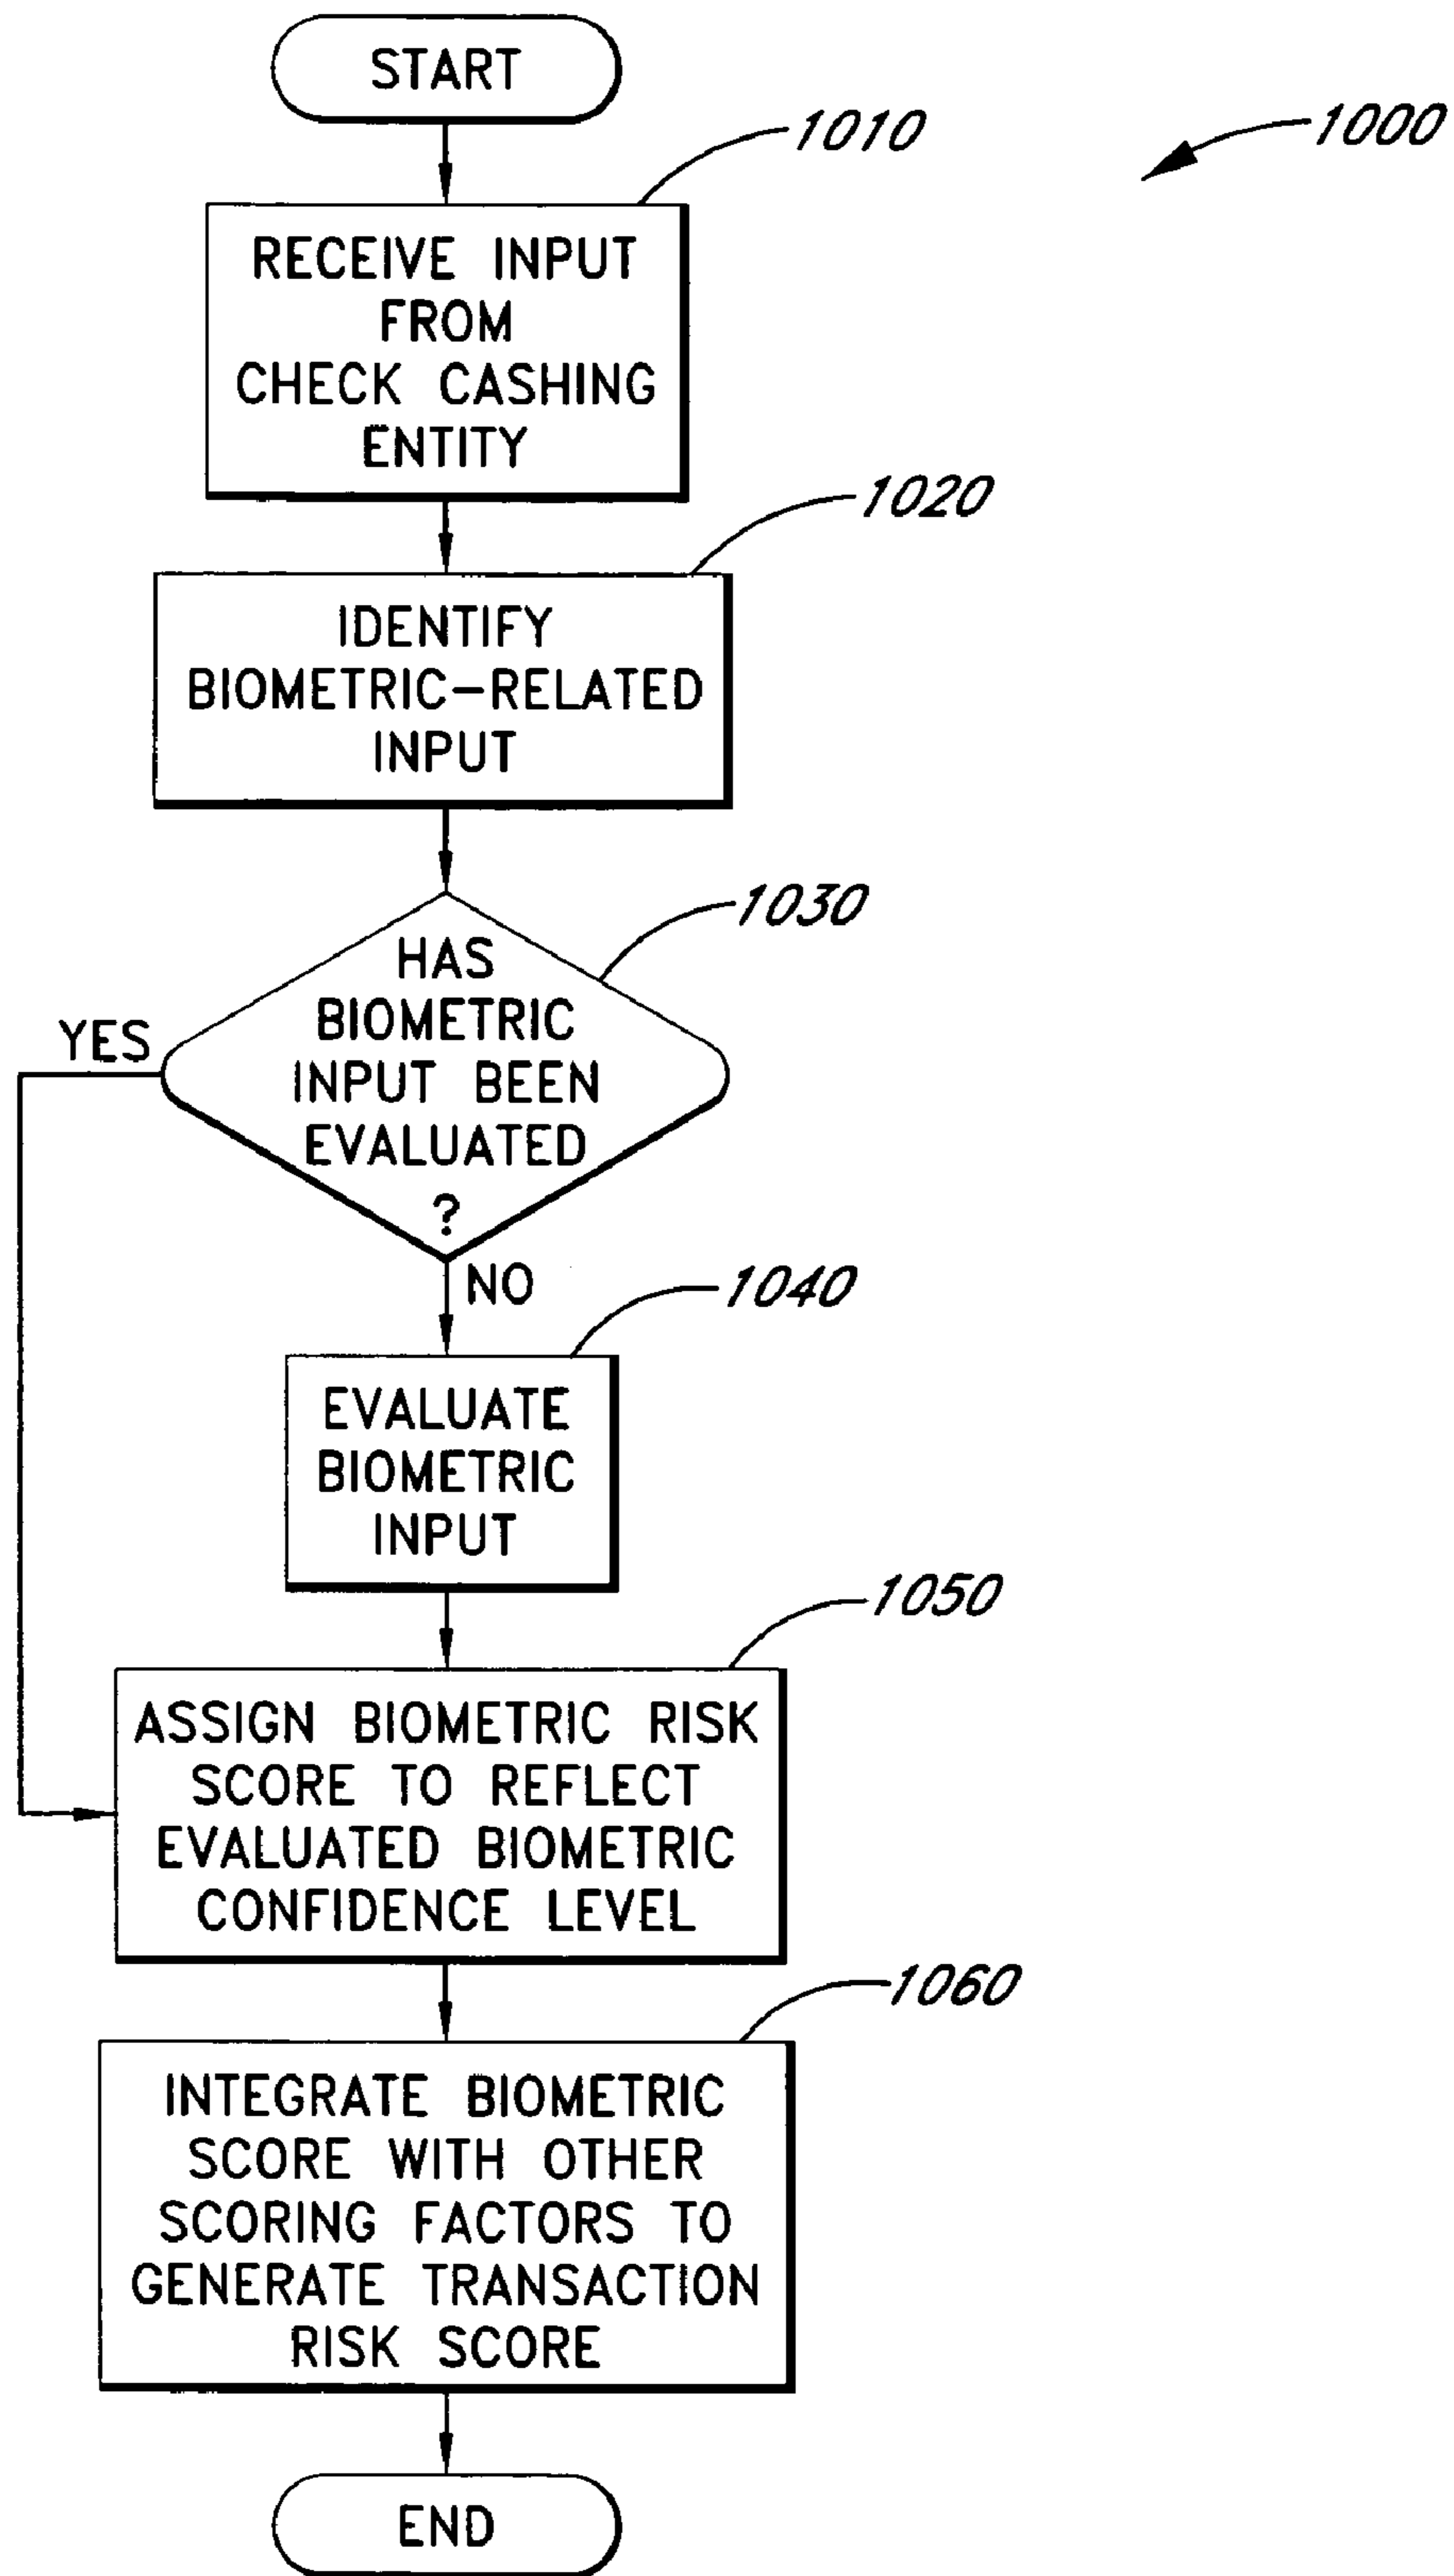 START
1010
1000
RECEIVE INPUT
FROM
CHECK CASHING
ENTITY
1020
IDENTIFY
BIOMETRIC-RELATED
INPUT
1030
HAS
BIOMETRIC
INPUT BEEN
EVALUATED
?
YES
NO
1040
EVALUATE
BIOMETRIC
INPUT
1050
ASSIGN BIOMETRIC RISK
SCORE TO REFLECT
EVALUATED BIOMETRIC
CONFIDENCE LEVEL
1060
INTEGRATE BIOMETRIC
SCORE WITH OTHER
SCORING FACTORS TO
GENERATE TRANSACTION
RISK SCORE
END